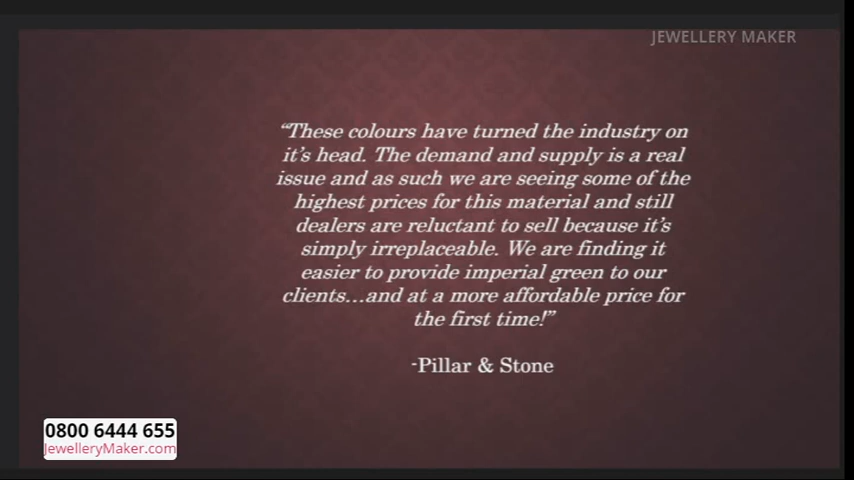 JEWELLERY MAKER
“These colours have turned the industry on
it’s head. The demand and supply is a real
issue and as such we are seeing some of the
highest prices for this material and still
dealers are reluctant to sell because it’s
simply irreplaceable. We are finding it
easier to provide imperial green to our
clients…and at a more affordable price for
the first time!”
-Pillar & Stone
0800 6444 655
JewelleryMaker.com